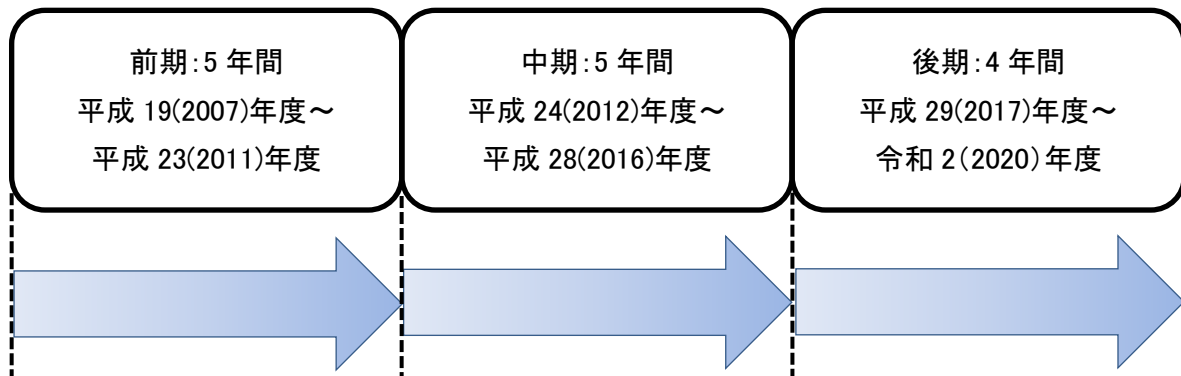 前期：5 年間
平成 19(2007)年度～
平成 23(2011)年度
中期：5 年間
平成 24(2012)年度～
平成 28(2016)年度
後期：4 年間
平成 29(2017)年度～
令和 2（2020）年度